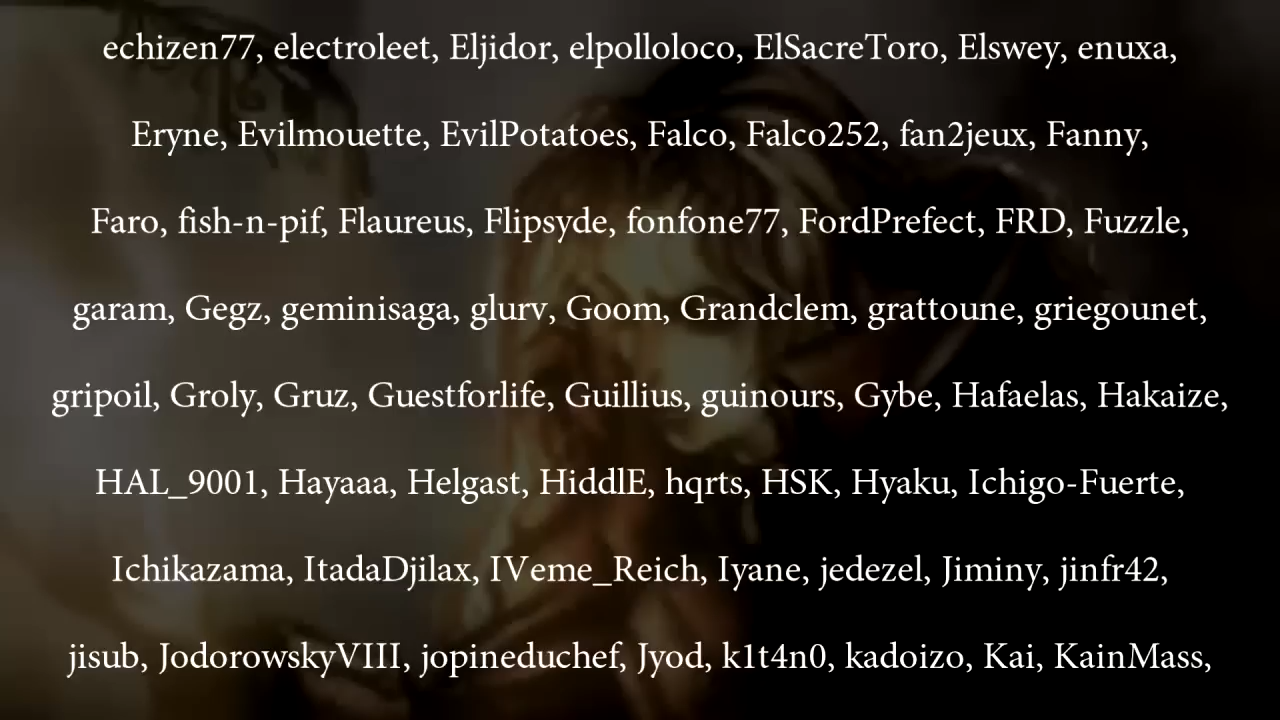 echizen77, electroleet, Eljidor, elpolloloco, ElSacreToro, Elswey, enuxa,
Eryne, Evilmouette, EvilPotatoes, Falco, Falco252, fan2jeux, Fanny,
Faro, fish-n-pif, Flaureus, Flipsyde, fonfone77, FordPrefect, FRD, Fuzzle,
garam, Gegz, geminisaga, glurv, Goom, Grandclem, grattoune, griegounet,
gripoil, Groly, Gruz, Guestforlife, Guillius, guinours, Gybe, Hafaelas, Hakaize,
HAL_9001, Hayaaa, Helgast, HiddlE, hqrts, HSK, Hyaku, Ichigo-Fuerte,
Ichikazama, ItadaDjilax, IVeme_Reich, Iyane, jedezel, Jiminy, jinfr42,
jisub, JodorowskyVIII, jopineduchef, Jyod, k1t4n0, kadoizo, Kai, KainMass,